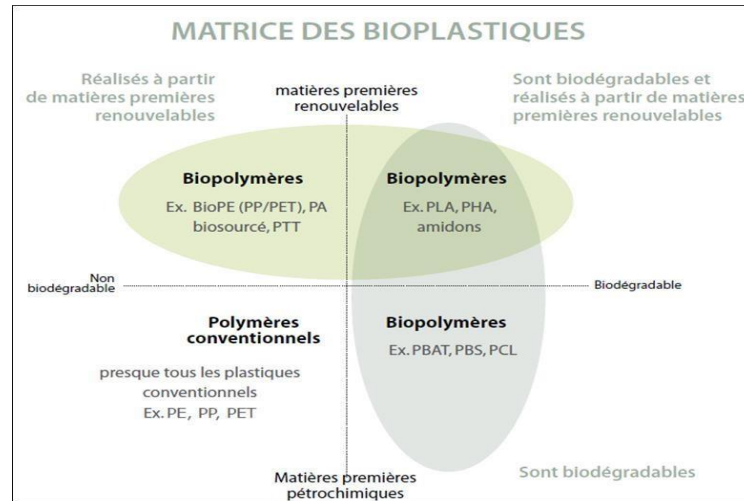 MATRICE DES BIOPLASTIQUES
Réalisés à partir
de matières premières
renouvelables
matières premières
renouvelables
Sont biodégradables et
réalisés à partir de matières
premières renouvelables
Biopolymères
Ex. BioPE (PP/PET), PA
biosourcé, PTT
Biopolymères
Ex. PLA, PHA,
amidons
Non
biodégradable
Biodégradable
Polymères
conventionnels
presque tous les plastiques
conventionnels
Ex. PE, PP, PET
Biopolymères
Ex. PBAT, PBS, PCL
Matières premières
pétrochimiques
Sont biodégradables